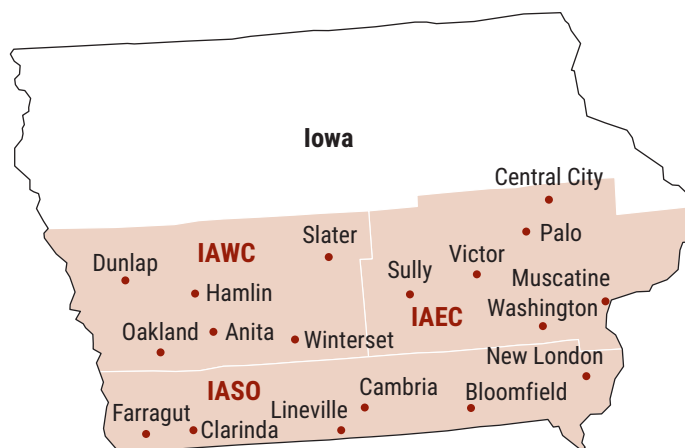 Iowa
Central City
Slater
Palo
IAWC
Victor
Dunlap
Sully
Muscatine
Hamlin
Washington
IAEC
Oakland
Anita
Winterset
New London
IASO
Cambria
Bloomfield
Lineville
Farragut
Clarinda